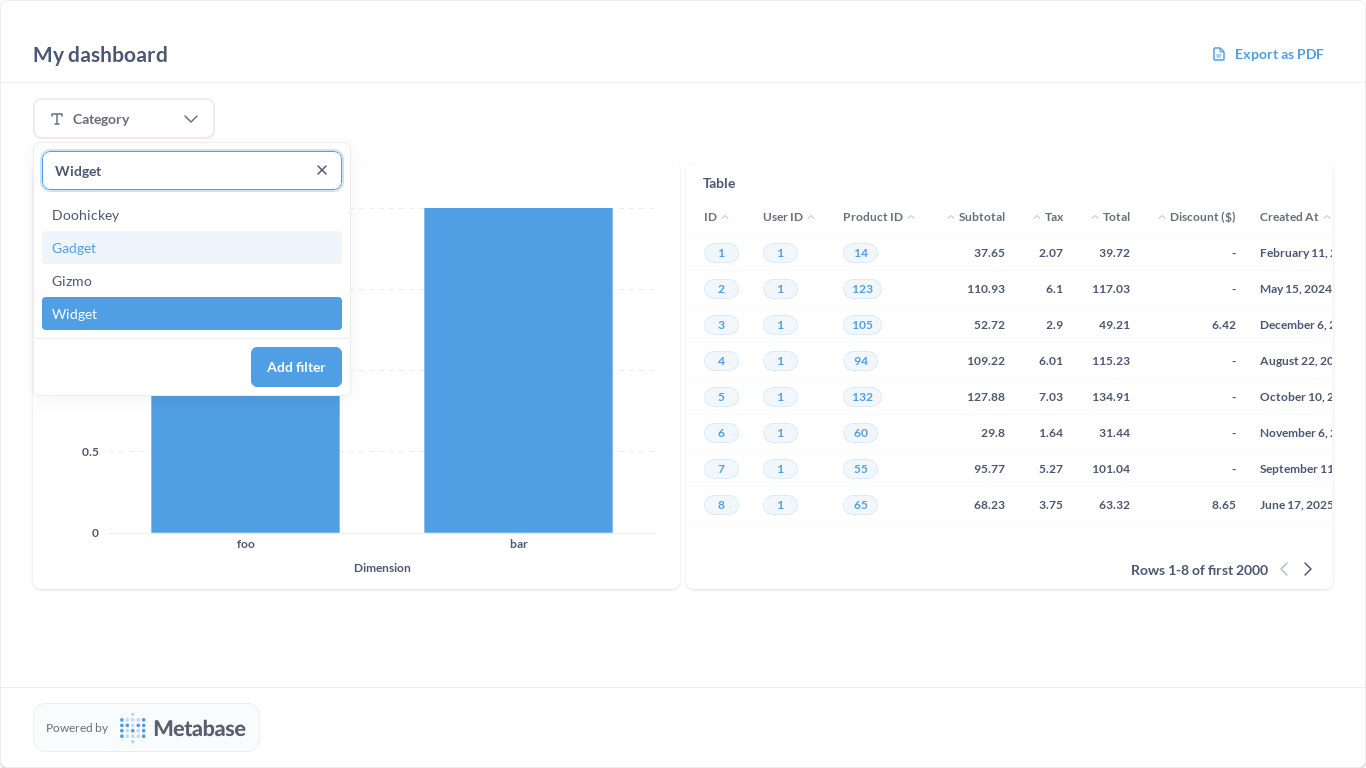 My dashboard
Export as PDF
Category
Widget
Doohickey
Gadget
Gizmo
Widget
Add filter
0.5
0
foo
bar
Dimension
Table
ID User ID Product ID Subtotal Tax Total Discount ($) Created At
1 1 14 37.65 2.07 39.72 - February 11,
2 1 123 110.93 6.1 117.03 - May 15, 2024
3 1 105 52.72 2.9 49.21 6.42 December 6,
4 1 94 109.22 6.01 115.23 - August 22,
5 1 132 127.88 7.03 134.91 - October 10,
6 1 60 29.8 1.64 31.44 - November 6,
7 1 55 95.77 5.27 101.04 - September 11
8 1 65 68.23 3.75 63.32 8.65 June 17, 2025
Rows 1-8 of first 2000
Powered by Metabase